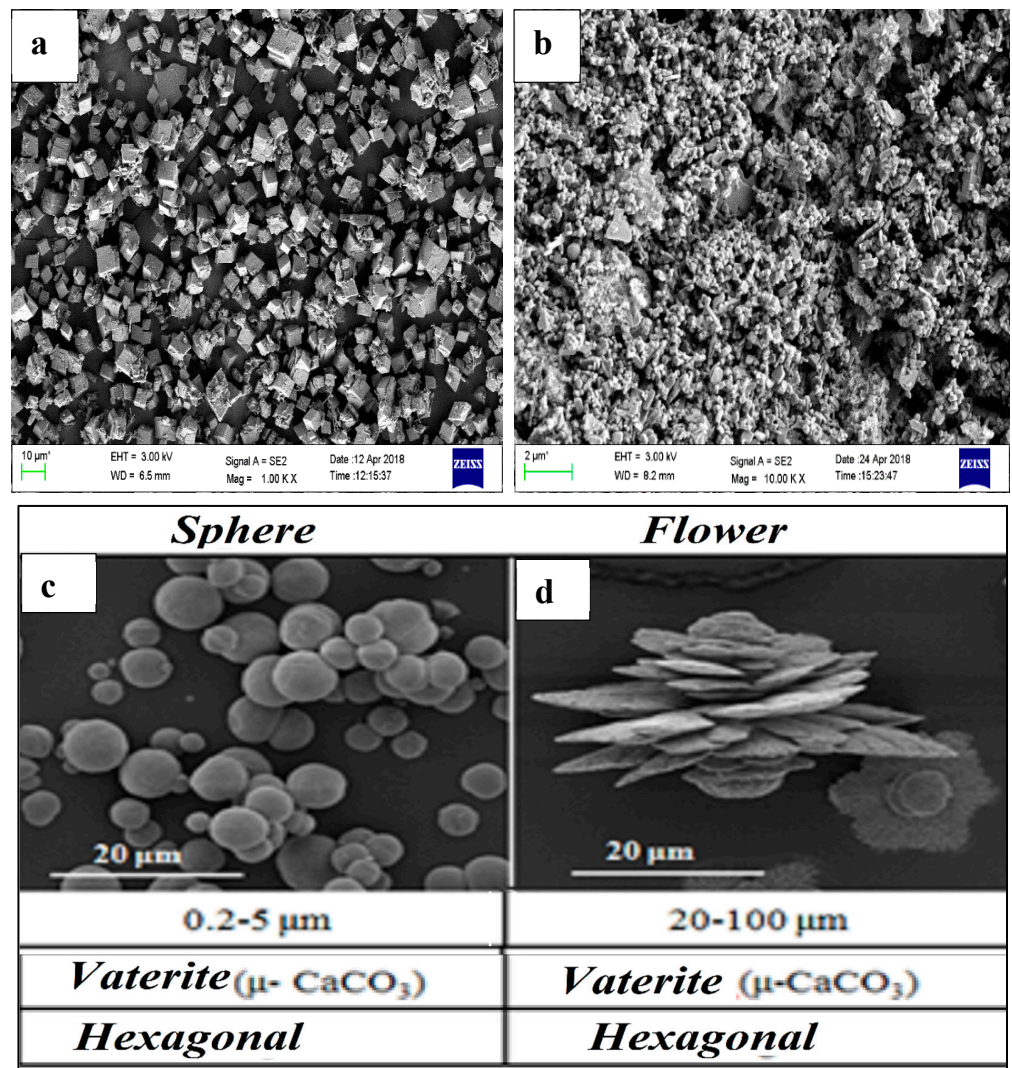 a
b
10 µm* EHT = 3.00 kV Signal A = SE2 Date :12 Apr 2018 ZEISS
WD = 6.5 mm Mag = 1.00 K X Time :12:15:37
2 µm* EHT = 3.00 kV Signal A = SE2 Date :24 Apr 2018 ZEISS
WD = 8.2 mm Mag = 10.00 K X Time :15:23:47
Sphere Flower
c
d
20 µm 20 µm
0.2-5 µm 20-100 µm
Vaterite (µ- CaCO₃) Vaterite (µ-CaCO₃)
Hexagonal Hexagonal